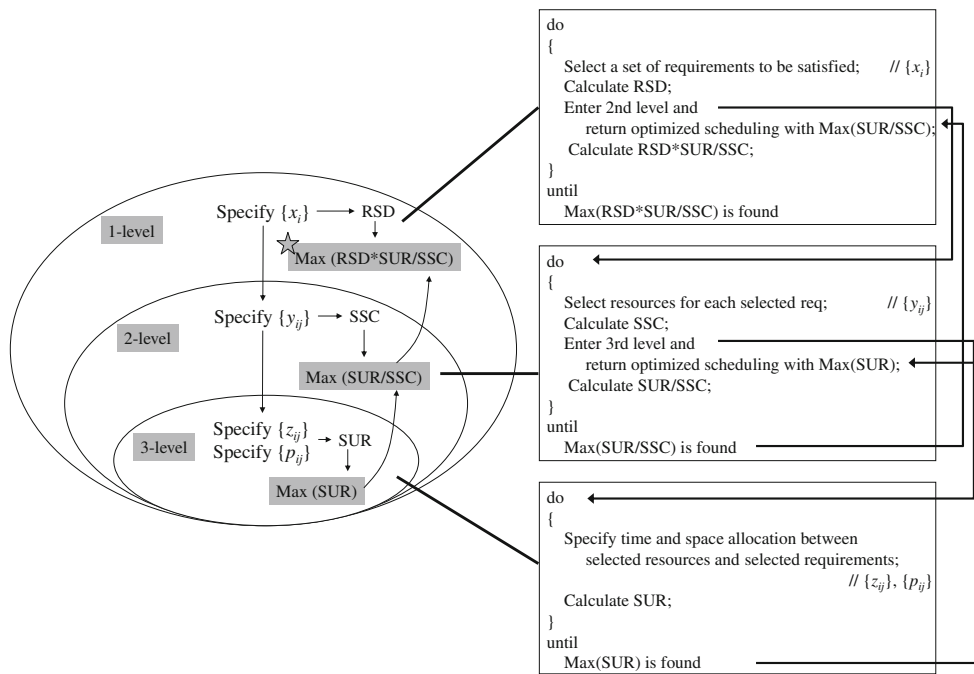 Specify {x_i}
RSD
1-level
Max (RSD*SUR/SSC)
Specify {y_ij}
SSC
2-level
Max (SUR/SSC)
Specify {z_ij}
Specify {p_ij}
SUR
3-level
Max (SUR)
do
{
Select a set of requirements to be satisfied; // {x_i}
Calculate RSD;
Enter 2nd level and
return optimized scheduling with Max(SUR/SSC);
Calculate RSD*SUR/SSC;
}
until
Max(RSD*SUR/SSC) is found
do
{
Select resources for each selected req; // {y_ij}
Calculate SSC;
Enter 3rd level and
return optimized scheduling with Max(SUR);
Calculate SUR/SSC;
}
until
Max(SUR/SSC) is found
do
{
Specify time and space allocation between
selected resources and selected requirements;
// {z_ij}, {p_ij}
Calculate SUR;
}
until
Max(SUR) is found